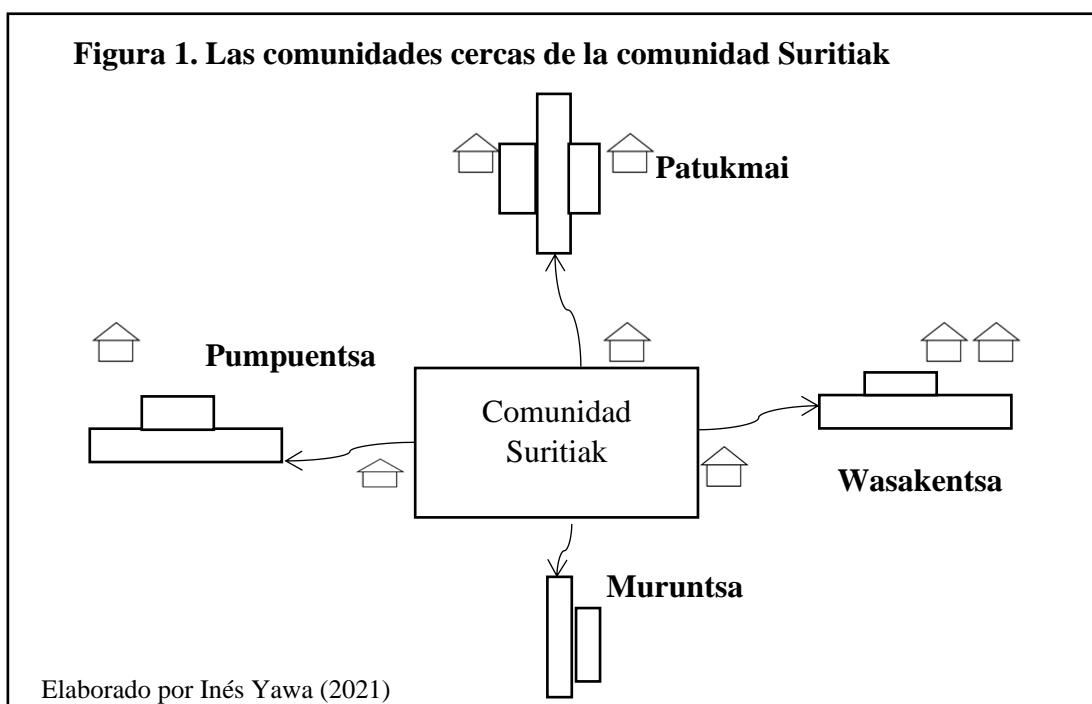 Figura 1. Las comunidades cercas de la comunidad Suritiak
Patukmai
Pumpuentsa
Comunidad
Suritiak
Wasakentsa
Muruntsa
Elaborado por Inés Yawa (2021)